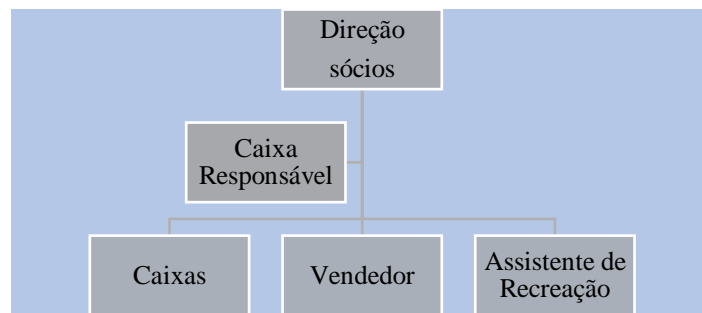 Direção
sócios
Caixa
Responsável
Caixas
Vendedor
Assistente de
Recreação